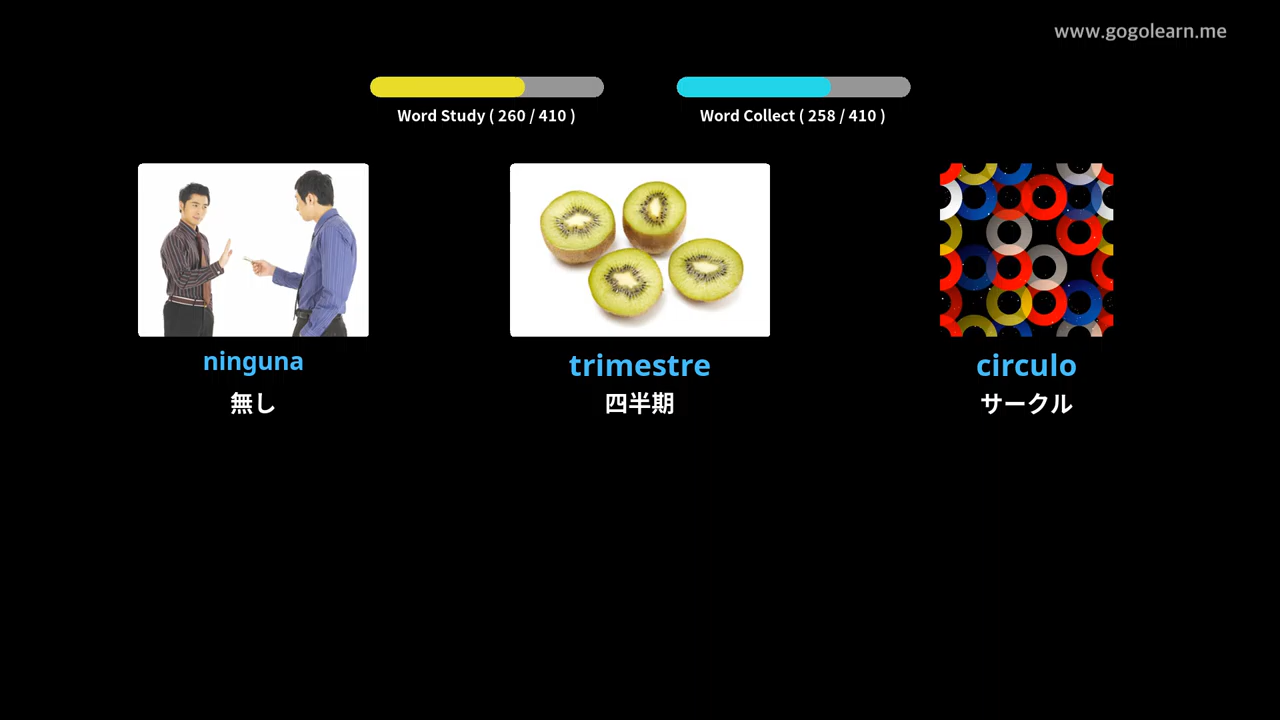 www.gogolearn.me
Word Study ( 260 / 410 )
Word Collect ( 258 / 410 )
ninguna
trimestre
circulo
無し
四半期
サークル